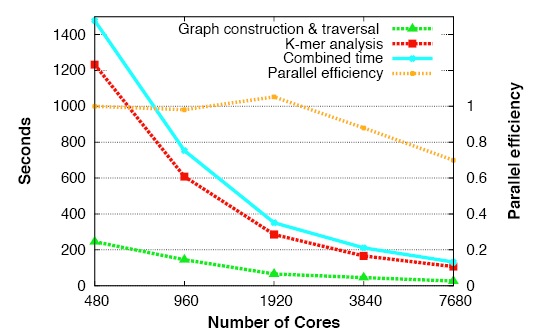 Graph construction & traversal
K-mer analysis
Combined time
Parallel efficiency
1400
1200
1000
800
600
400
200
0
1
0.8
0.6
0.4
0.2
0
480 960 1920 3840 7680
Seconds
Parallel efficiency
Number of Cores